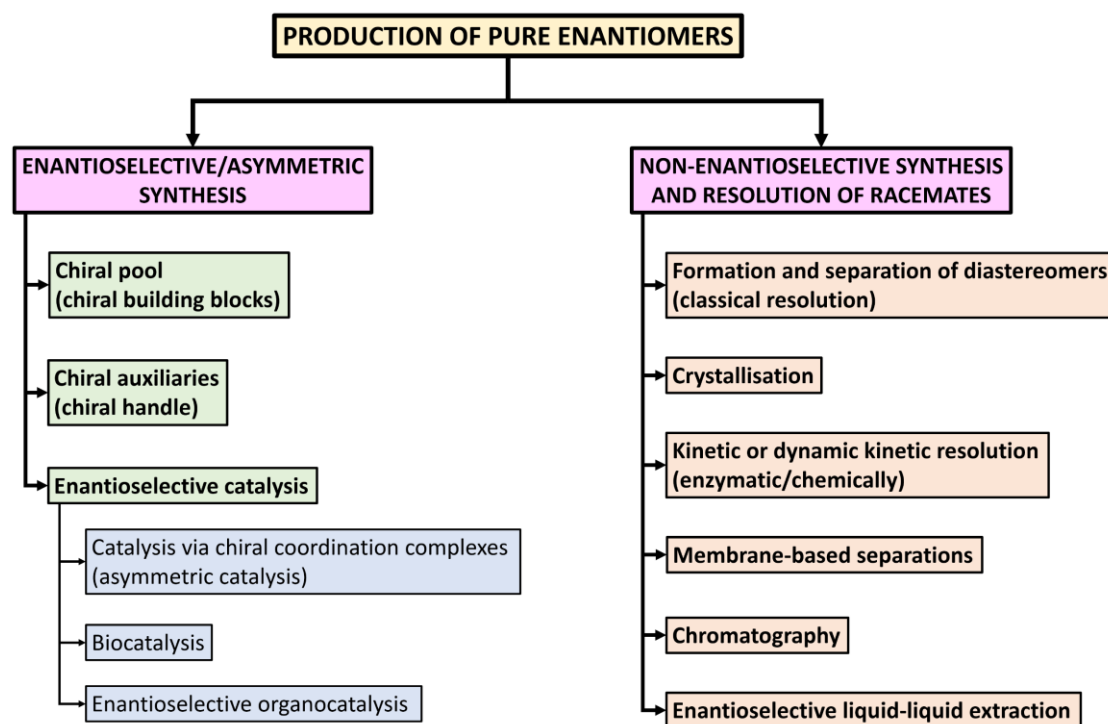 PRODUCTION OF PURE ENANTIOMERS
ENANTIOSELECTIVE/ASYMMETRIC
SYNTHESIS
Chiral pool
(chiral building blocks)
Chiral auxiliaries
(chiral handle)
Enantioselective catalysis
Catalysis via chiral coordination complexes
(asymmetric catalysis)
Biocatalysis
Enantioselective organocatalysis
NON-ENANTIOSELECTIVE SYNTHESIS
AND RESOLUTION OF RACEMATES
Formation and separation of diastereomers
(classical resolution)
Crystallisation
Kinetic or dynamic kinetic resolution
(enzymatic/chemically)
Membrane-based separations
Chromatography
Enantioselective liquid-liquid extraction